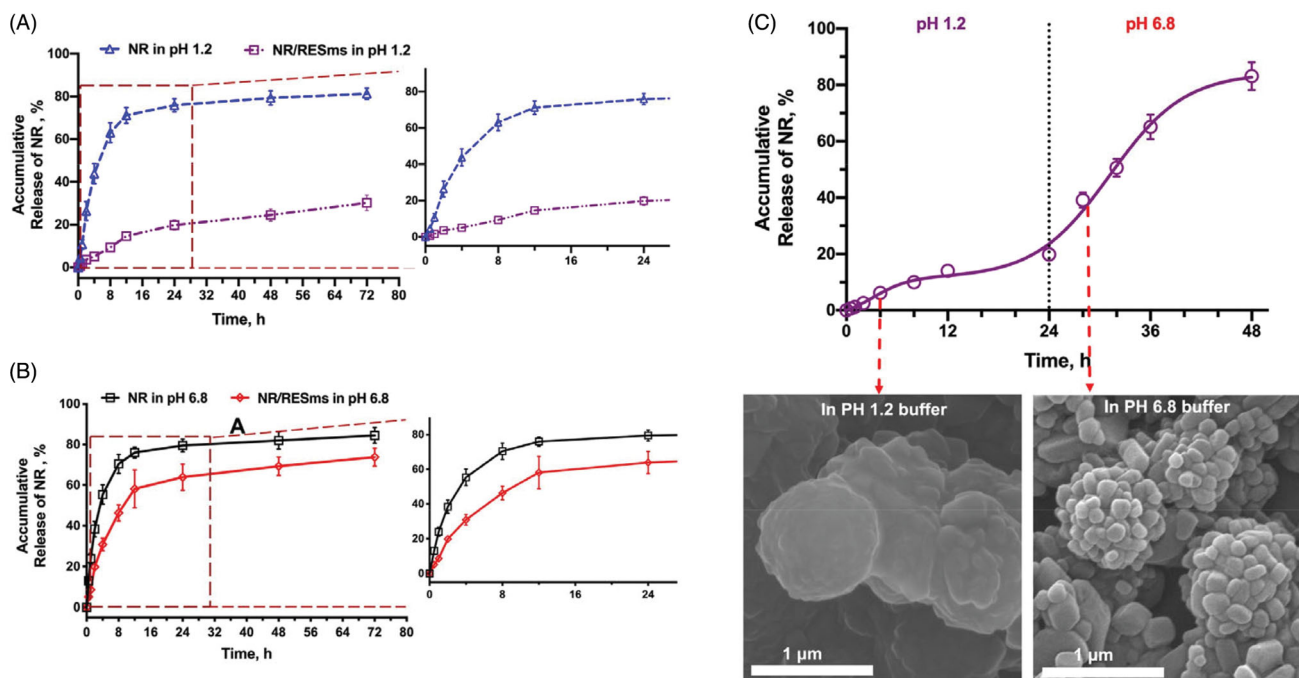 (A)
NR in pH 1.2
NR/RESms in pH 1.2
Accumulative
Release of NR, %
100
80
60
40
20
0
0 8 16 24 32 40 48 56 64 72 80
Time, h
80
60
40
20
0
0 8 16 24
(B)
NR in pH 6.8
NR/RESms in pH 6.8
A
Accumulative
Release of NR, %
100
80
60
40
20
0
0 8 16 24 32 40 48 56 64 72 80
Time, h
80
60
40
20
0
0 8 16 24
(C)
pH 1.2
pH 6.8
Accumulative
Release of NR, %
100
80
60
40
20
0
0 12 24 36 48
Time, h
In PH 1.2 buffer
1 μm
In PH 6.8 buffer
1 μm